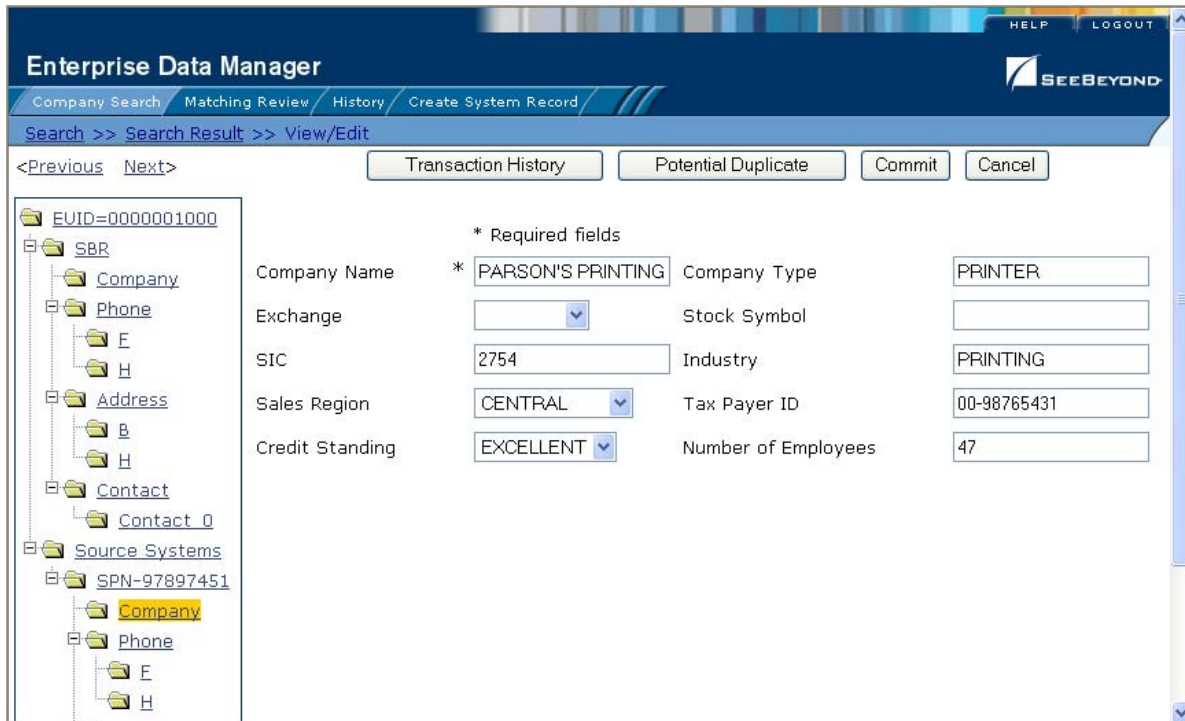 HELP LOGOUT
Enterprise Data Manager
SEEBEYOND
Company Search Matching Review History Create System Record
Search >> Search Result >> View/Edit
<Previous Next> Transaction History Potential Duplicate Commit Cancel
EUID=0000001000
SBR
Company
Phone
F
H
Address
B
H
Contact
Contact_0
Source Systems
SPN-97897451
Company
Phone
F
H
* Required fields
Company Name * PARSON'S PRINTING Company Type PRINTER
Exchange Stock Symbol
SIC 2754 Industry PRINTING
Sales Region CENTRAL Tax Payer ID 00-98765431
Credit Standing EXCELLENT Number of Employees 47